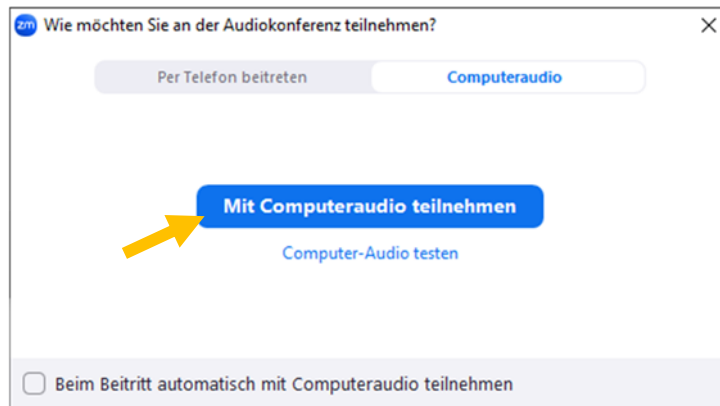 zm Wie möchten Sie an der Audiokonferenz teilnehmen?
Per Telefon beitreten Computeraudio
Mit Computeraudio teilnehmen
Computer-Audio testen
Beim Beitritt automatisch mit Computeraudio teilnehmen